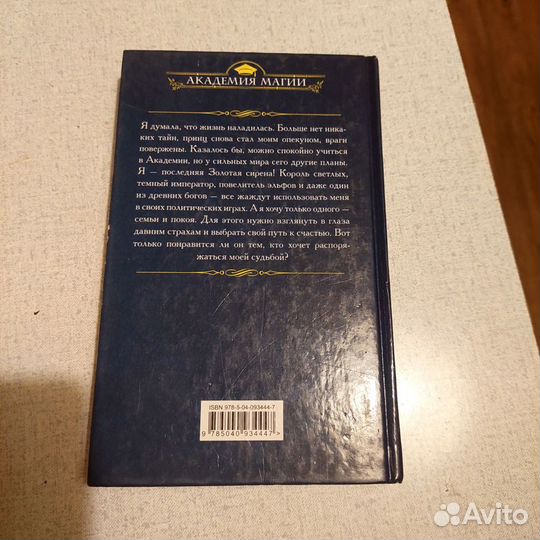 АКАДЕМИЯ МАГИИ
Я думала, что жизнь наладилась. Больше нет ника-
ких тайн, принц снова стал моим опекуном, враги
повержены. Казалось бы, можно спокойно учиться
в Академии, но у сильных мира сего другие планы.
Я — последняя Золотая сирена! Король светлых,
темный император, повелитель эльфов и даже один
из древних богов — все жаждут использовать меня
в своих политических играх. А я хочу только одного —
семьи и покоя. Для этого нужно взглянуть в глаза
давним страхам и выбрать свой путь к счастью. Вот
только понравится ли он тем, кто хочет распоря-
жаться моей судьбой?
ISBN 978-5-04-093444-7
9 785040 934447 >
Avito